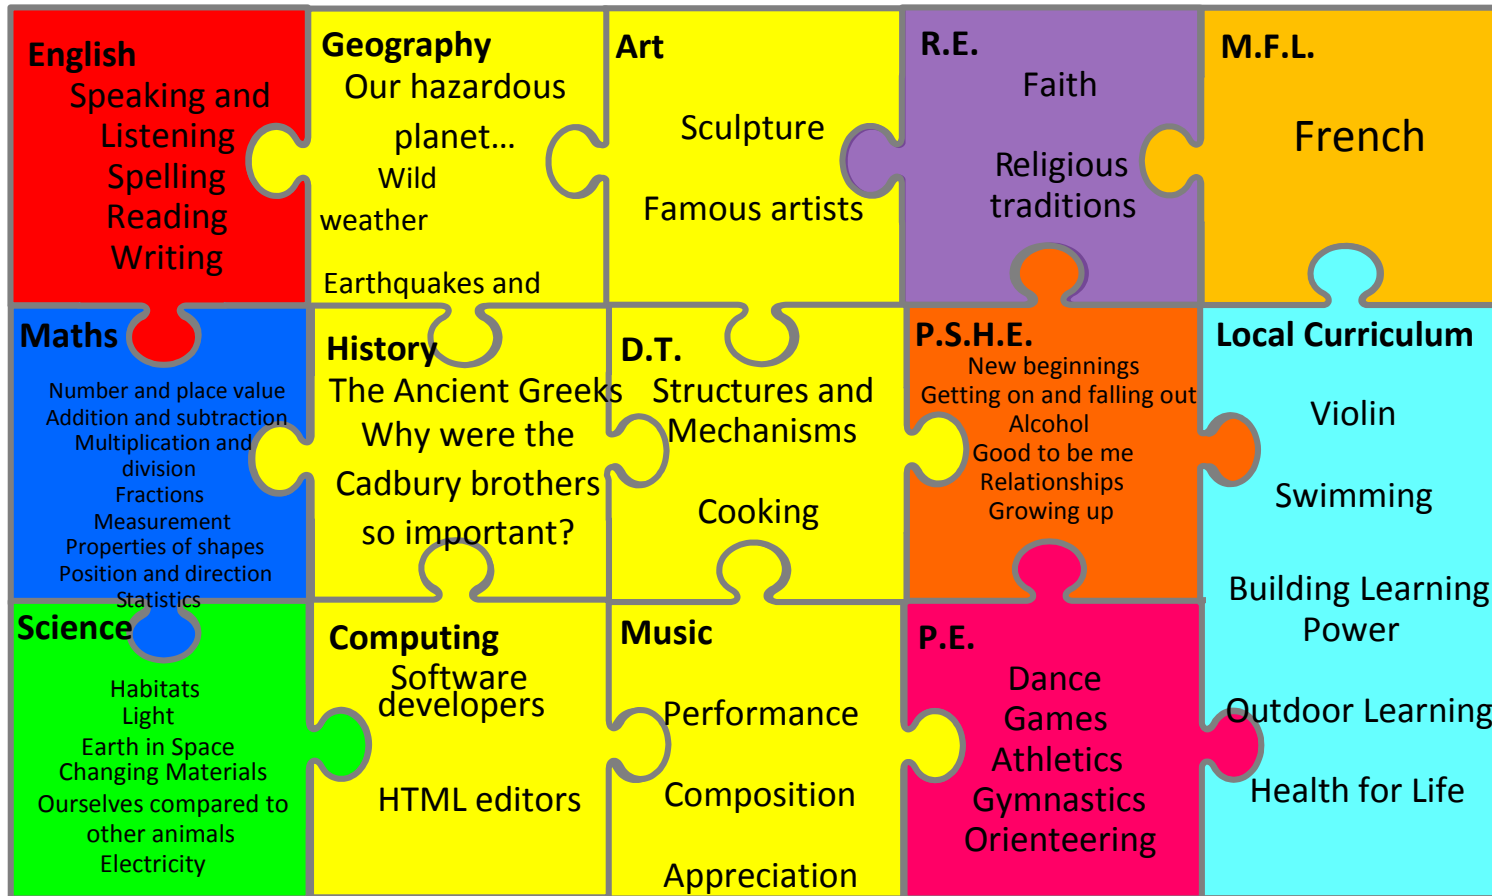 English
Speaking and
Listening
Spelling
Reading
Writing
Geography
Our hazardous
planet...
Wild
weather
Earthquakes and
Art
Sculpture
Famous artists
R.E.
Faith
Religious
traditions
M.F.L.
French
Maths
Number and place value
Addition and subtraction
Multiplication and
division
Fractions
Measurement
Properties of shapes
Position and direction
Statistics
History
The Ancient Greeks
Why were the
Cadbury brothers
so important?
D.T.
Structures and
Mechanisms
Cooking
P.S.H.E.
New beginnings
Getting on and falling out
Alcohol
Good to be me
Relationships
Growing up
Local Curriculum
Violin
Swimming
Building Learning
Power
Outdoor Learning
Health for Life
Science
Habitats
Light
Earth in Space
Changing Materials
Ourselves compared to
other animals
Electricity
Computing
Software
developers
HTML editors
Music
Performance
Composition
Appreciation
P.E.
Dance
Games
Athletics
Gymnastics
Orienteering